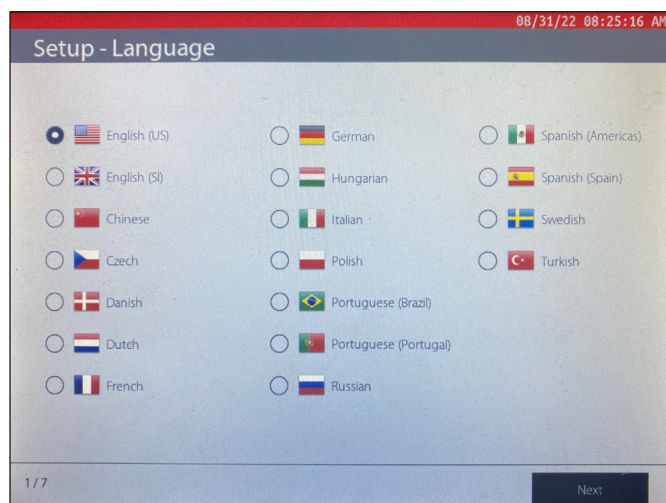 08/31/22 08:25:16 AM
Setup - Language
English (US)
English (SI)
Chinese
Czech
Danish
Dutch
French
German
Hungarian
Italian
Polish
Portuguese (Brazil)
Portuguese (Portugal)
Russian
Spanish (Americas)
Spanish (Spain)
Swedish
Turkish
1/7
Next